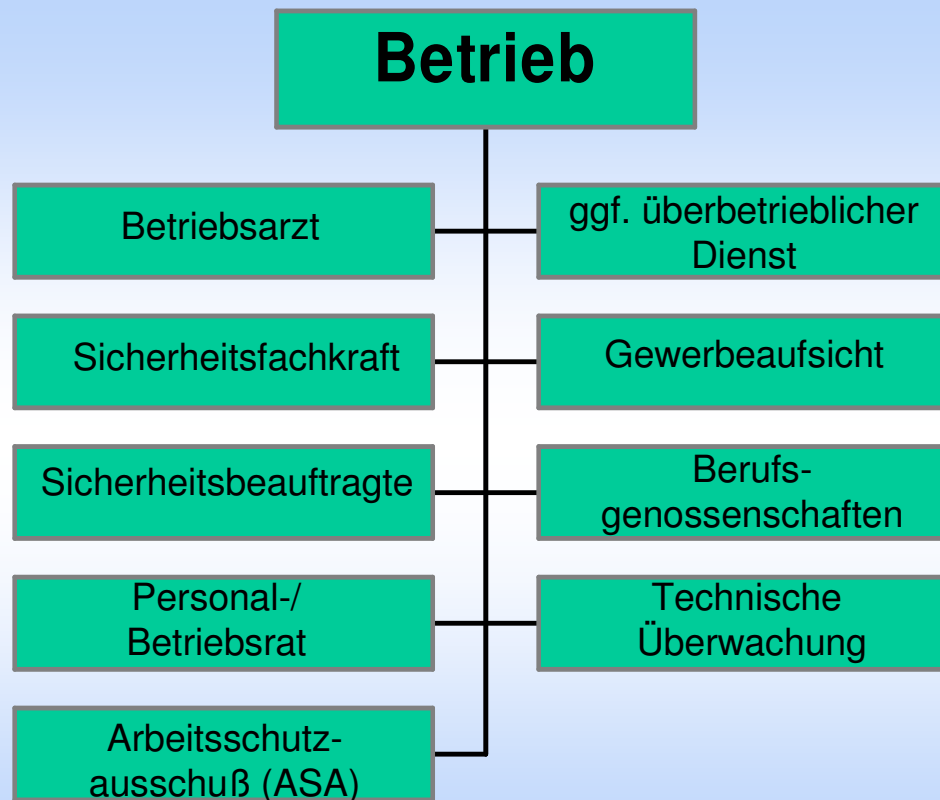 Betrieb
Betriebsarzt
ggf. überbetrieblicher
Dienst
Sicherheitsfachkraft
Gewerbeaufsicht
Sicherheitsbeauftragte
Berufs-
genossenschaften
Personal-/
Betriebsrat
Technische
Überwachung
Arbeitsschutz-
ausschuß (ASA)